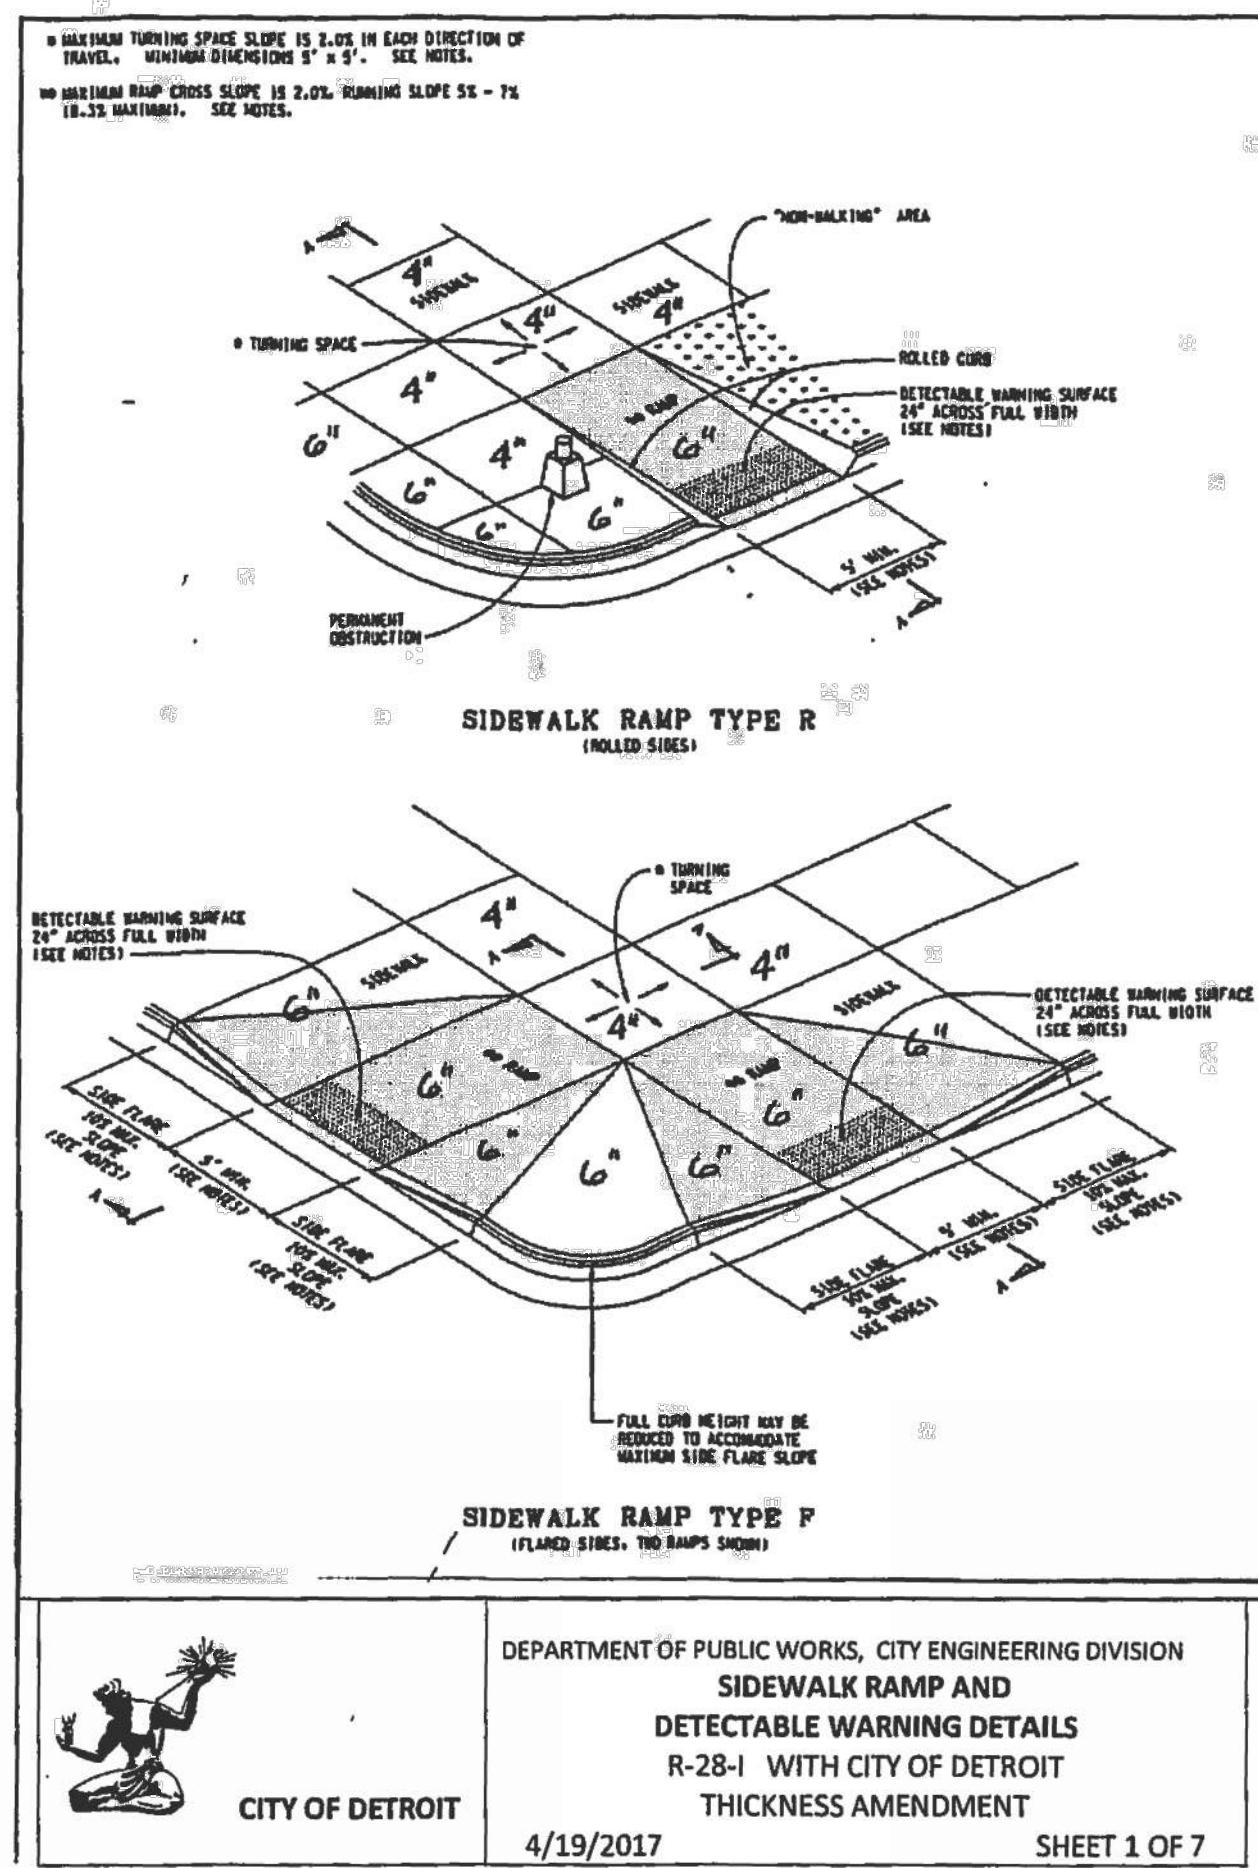 * MAXIMUM TURNING SPACE SLOPE IS 2.0% IN EACH DIRECTION OF
TRAVEL. MINIMUM DIMENSIONS 5' x 5'. SEE NOTES.
** MAXIMUM RAMP CROSS SLOPE IS 2.0%, RUNNING SLOPE 5% - 7%
(8.3% MAXIMUM). SEE NOTES.
"NON-WALKING" AREA
A
4"
SIDEWALK
SIDEWALK
4"
4"
* TURNING SPACE
ROLLED CURB
4"
DETECTABLE WARNING SURFACE
24" ACROSS FULL WIDTH
(SEE NOTES)
** RAMP
6"
6"
4"
6"
6"
6"
5' MIN.
(SEE NOTES)
A
PERMANENT
OBSTRUCTION
SIDEWALK RAMP TYPE R
(ROLLED SIDES)
* TURNING
SPACE
DETECTABLE WARNING SURFACE
24" ACROSS FULL WIDTH
(SEE NOTES)
4"
A
A
4"
SIDEWALK
SIDEWALK
6"
4"
DETECTABLE WARNING SURFACE
24" ACROSS FULL WIDTH
(SEE NOTES)
6"
** RAMP
6"
** RAMP
6"
6"
6"
6"
SIDE FLARE
10% MAX.
SLOPE
(SEE NOTES)
5' MIN.
(SEE NOTES)
SIDE FLARE
10% MAX.
SLOPE
(SEE NOTES)
A
SIDE FLARE
10% MAX.
SLOPE
(SEE NOTES)
5' MIN.
(SEE NOTES)
SIDE FLARE
10% MAX.
SLOPE
(SEE NOTES)
A
FULL CURB HEIGHT MAY BE
REDUCED TO ACCOMMODATE
MAXIMUM SIDE FLARE SLOPE
SIDEWALK RAMP TYPE F
(FLARED SIDES, TWO RAMPS SHOWN)
CITY OF DETROIT
DEPARTMENT OF PUBLIC WORKS, CITY ENGINEERING DIVISION
SIDEWALK RAMP AND
DETECTABLE WARNING DETAILS
R-28-I WITH CITY OF DETROIT
THICKNESS AMENDMENT
4/19/2017
SHEET 1 OF 7